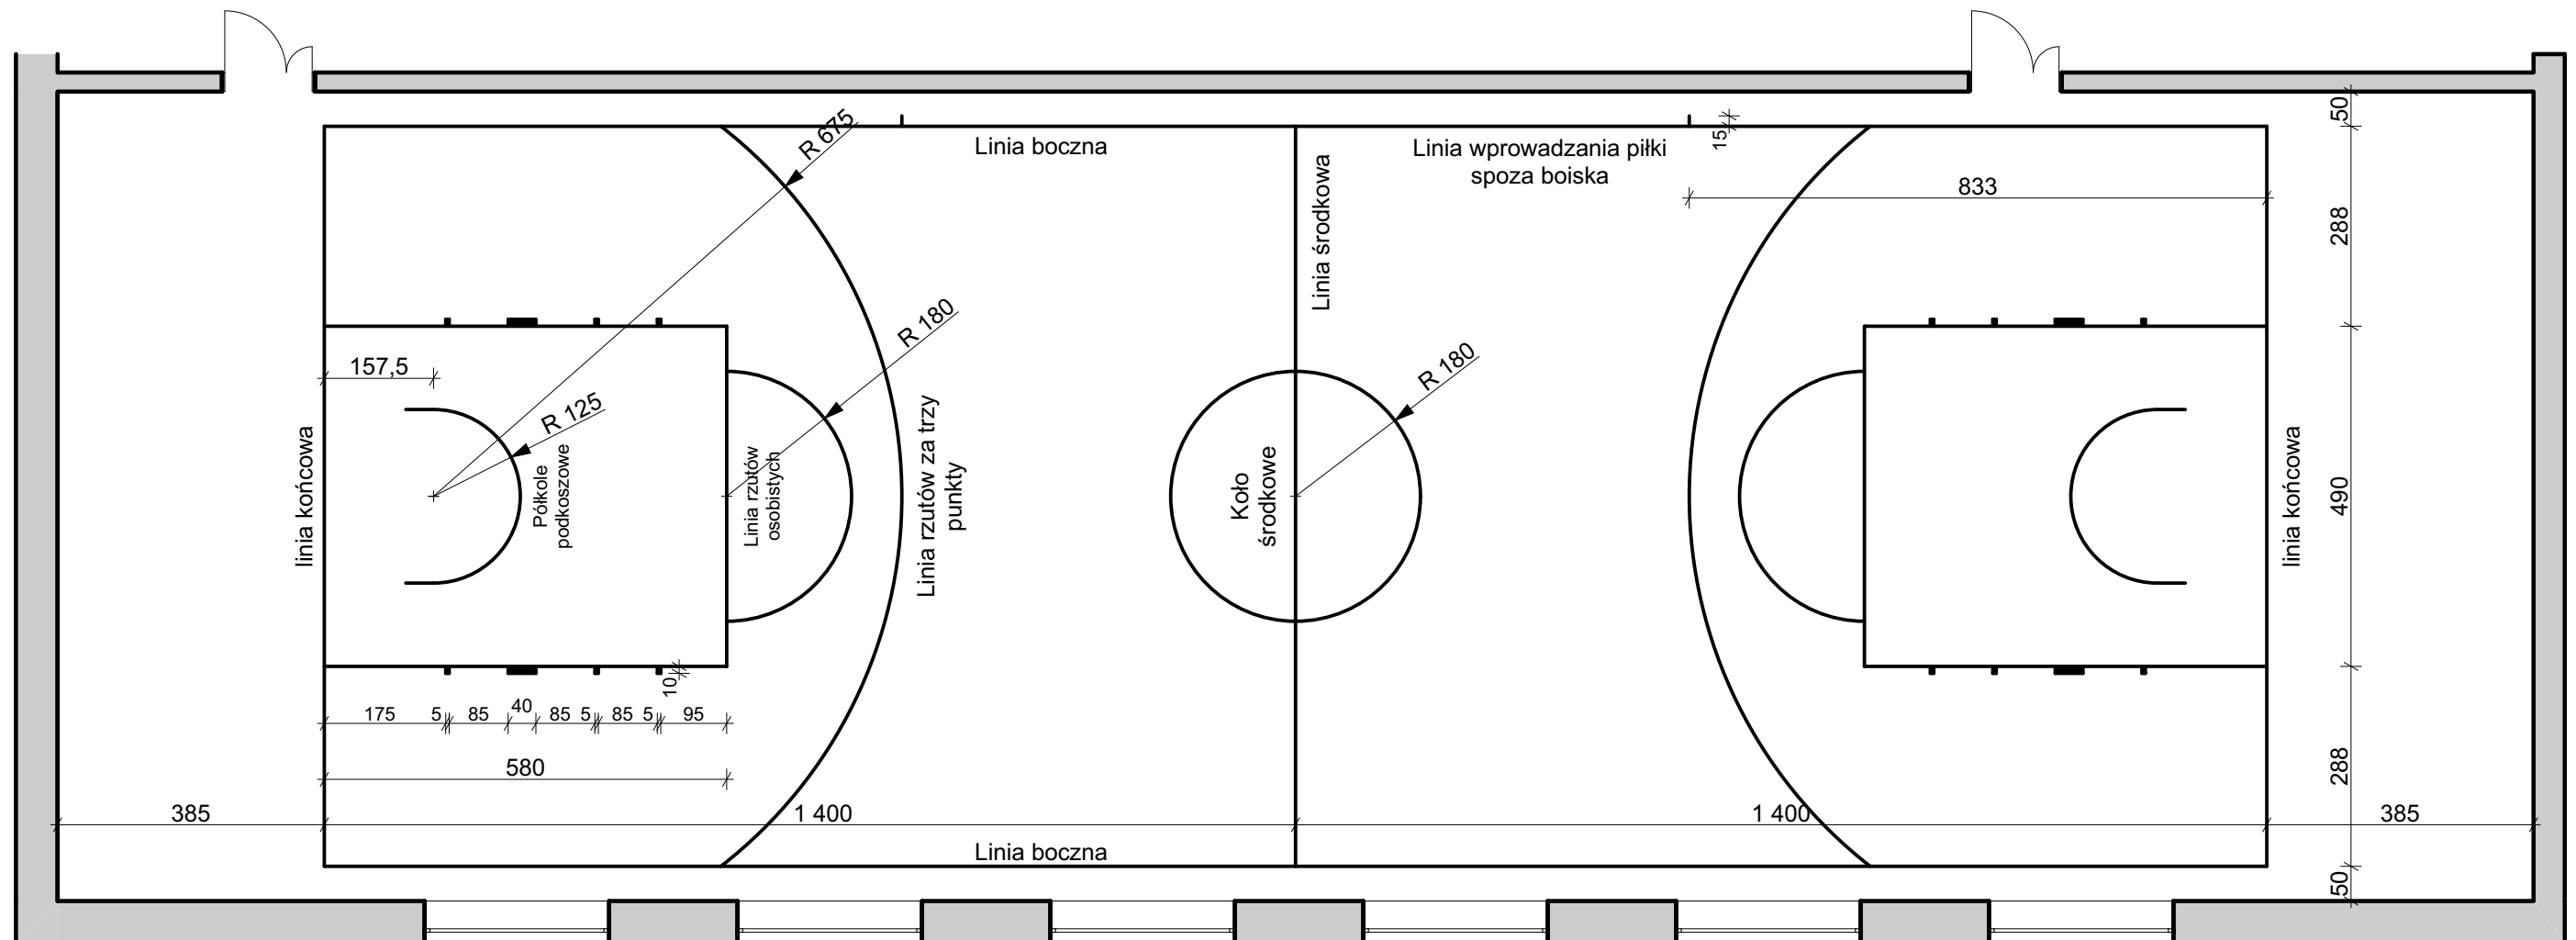 50
R 675
15
Linia boczna
Linia wprowadzania piłki
spoza boiska
Linia środkowa
833
288
R 180
R 180
157,5
R 125
linia końcowa
Półkole
podkoszowe
Linia rzutów
osobistych
Linia rzutów za trzy
punkty
Koło
środkowe
linia końcowa
490
10
175
5
85
40
85
5
85
5
95
580
288
385
1 400
1 400
385
Linia boczna
50